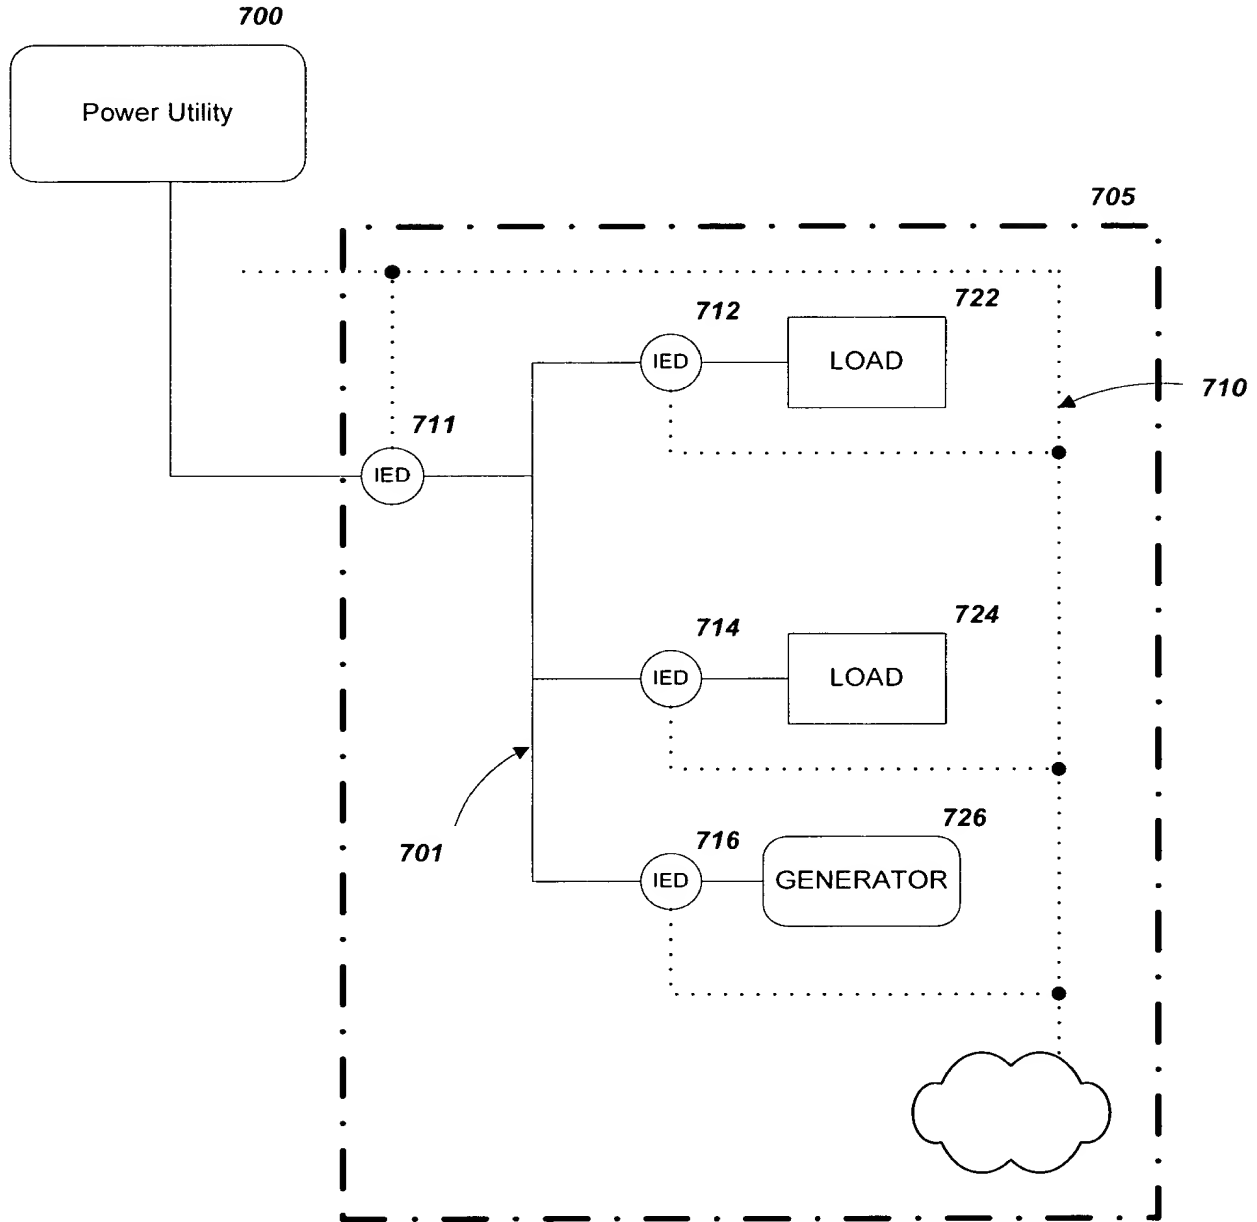 700
Power Utility
705
712
722
IED
LOAD
710
711
IED
714
724
IED
LOAD
701
716
726
IED
GENERATOR